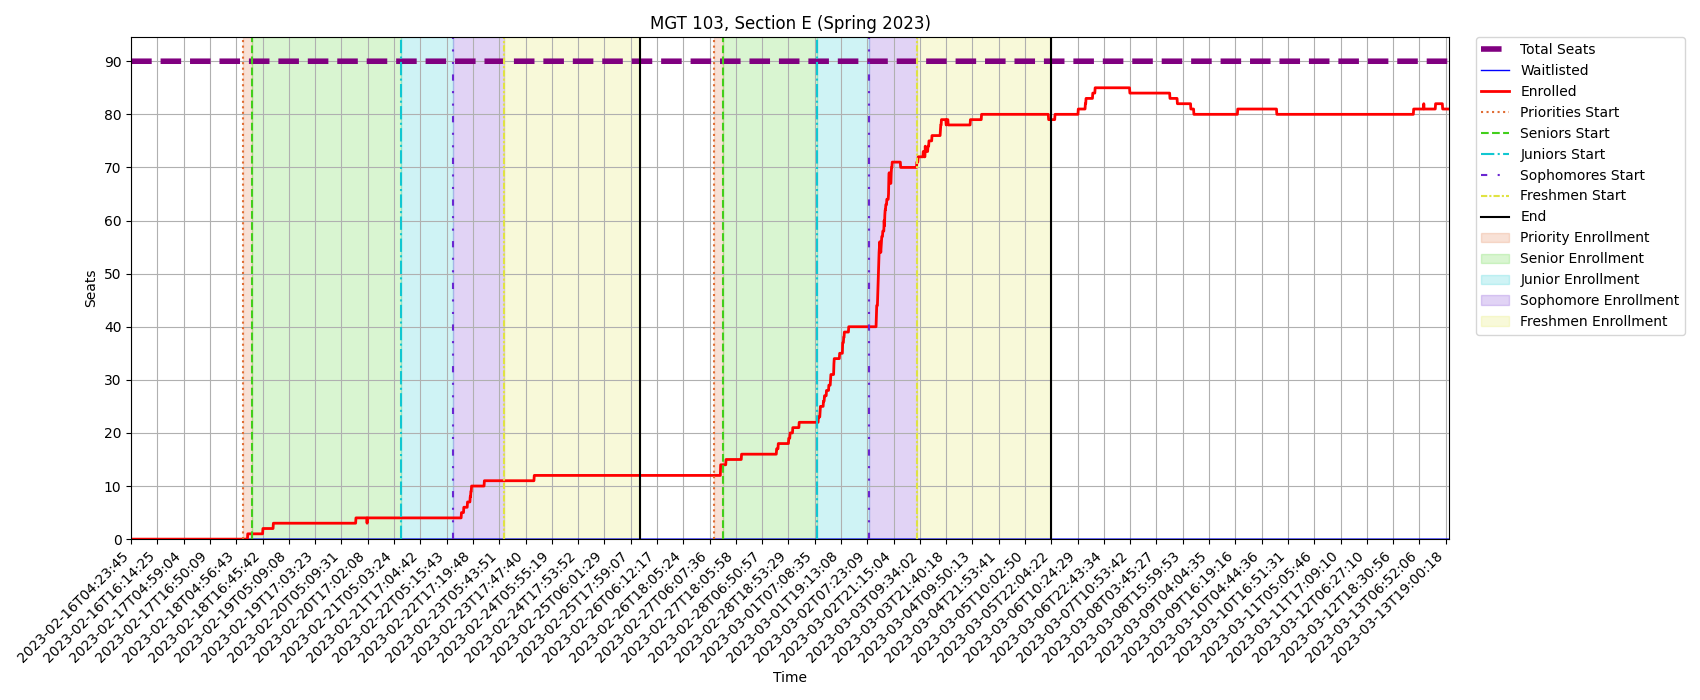 MGT 103, Section E (Spring 2023)
Total Seats
Waitlisted
Enrolled
Priorities Start
Seniors Start
Juniors Start
Sophomores Start
Freshmen Start
End
Priority Enrollment
Senior Enrollment
Junior Enrollment
Sophomore Enrollment
Freshmen Enrollment
Seats
90
80
70
60
50
40
30
20
10
0
2023-02-16T04:23:45
2023-02-16T16:14:25
2023-02-17T04:59:04
2023-02-17T16:50:09
2023-02-18T04:56:43
2023-02-18T16:45:42
2023-02-19T05:09:08
2023-02-19T17:03:23
2023-02-20T05:09:31
2023-02-20T17:02:08
2023-02-21T05:03:24
2023-02-21T17:04:42
2023-02-22T05:15:43
2023-02-22T17:19:48
2023-02-23T05:43:51
2023-02-23T17:47:40
2023-02-24T05:55:19
2023-02-24T17:53:52
2023-02-25T06:01:29
2023-02-25T17:59:07
2023-02-26T06:12:17
2023-02-26T18:05:24
2023-02-27T06:07:36
2023-02-27T18:05:58
2023-02-28T06:50:57
2023-02-28T18:53:29
2023-03-01T07:08:35
2023-03-01T19:13:08
2023-03-02T07:23:09
2023-03-02T21:15:04
2023-03-03T09:34:02
2023-03-03T21:40:18
2023-03-04T09:50:13
2023-03-04T21:53:41
2023-03-05T10:02:50
2023-03-05T22:04:22
2023-03-06T10:24:29
2023-03-06T22:43:34
2023-03-07T10:53:42
2023-03-08T03:45:27
2023-03-08T15:59:53
2023-03-09T04:04:35
2023-03-09T16:19:16
2023-03-10T04:44:36
2023-03-10T16:51:31
2023-03-11T05:05:46
2023-03-11T17:09:10
2023-03-12T06:27:10
2023-03-12T18:30:56
2023-03-13T06:52:06
2023-03-13T19:00:18
Time